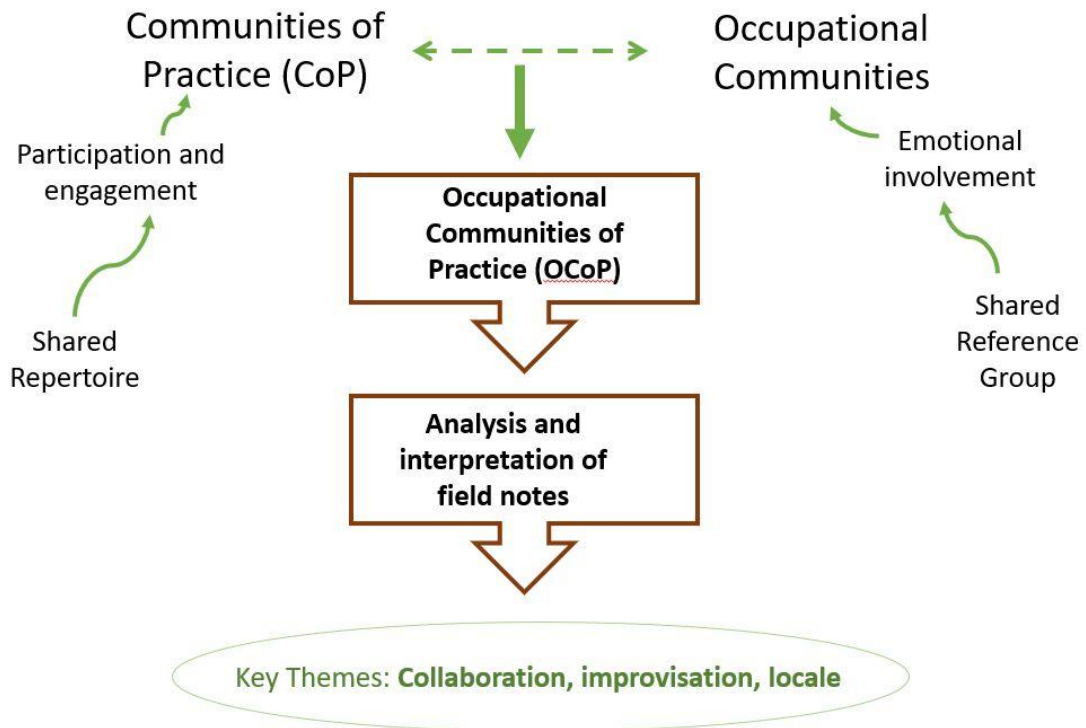 Communities of
Practice (CoP)
Occupational
Communities
Participation and
engagement
Emotional
involvement
Shared
Repertoire
Shared
Reference
Group
Occupational
Communities of
Practice (OCoP)
Analysis and
interpretation of
field notes
Key Themes: Collaboration, improvisation, locale